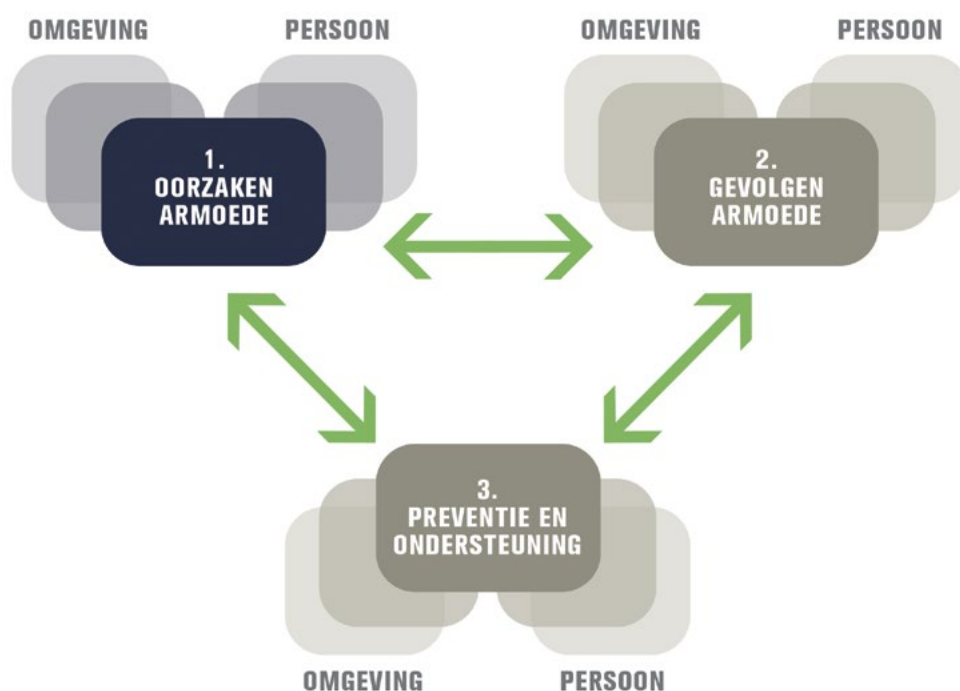 OMGEVING PERSOON OMGEVING PERSOON
1.
OORZAKEN
ARMOEDE
2.
GEVOLGEN
ARMOEDE
3.
PREVENTIE EN
ONDERSTEUNING
OMGEVING PERSOON